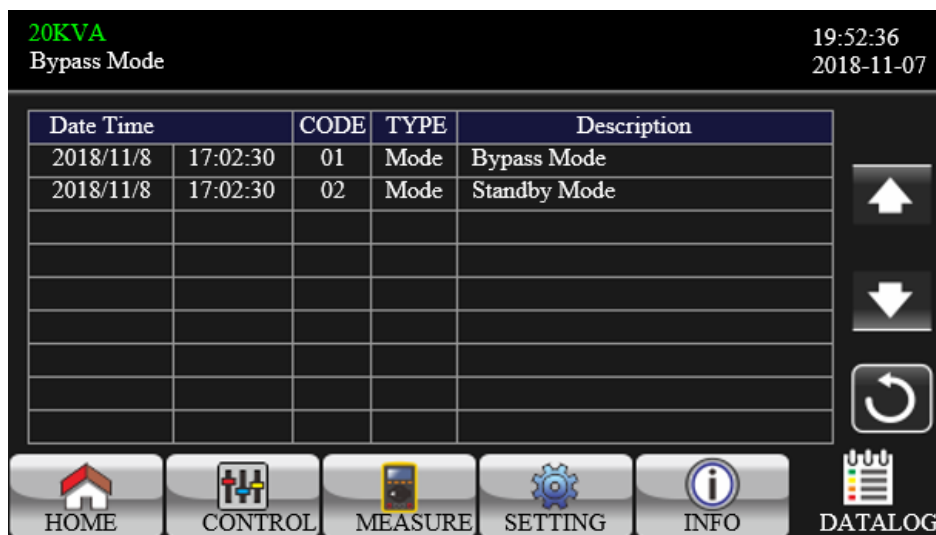 20KVA
Bypass Mode
19:52:36
2018-11-07
Date Time CODE TYPE Description
2018/11/8 17:02:30 01 Mode Bypass Mode
2018/11/8 17:02:30 02 Mode Standby Mode
HOME CONTROL MEASURE SETTING INFO DATALOG